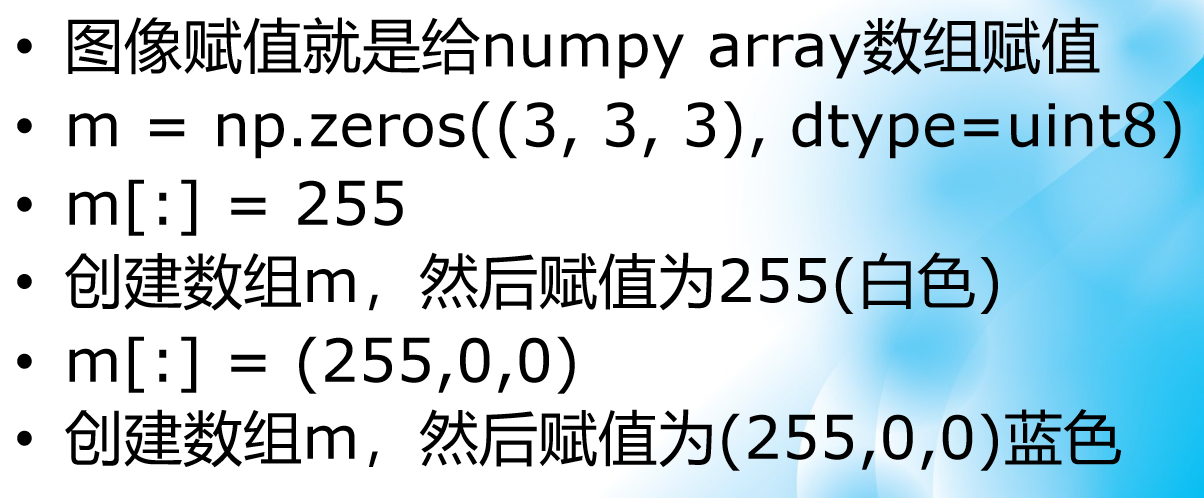 • 图像赋值就是给numpy array数组赋值
• m = np.zeros((3, 3, 3), dtype=uint8)
• m[:] = 255
• 创建数组m，然后赋值为255(白色)
• m[:] = (255,0,0)
• 创建数组m，然后赋值为(255,0,0)蓝色